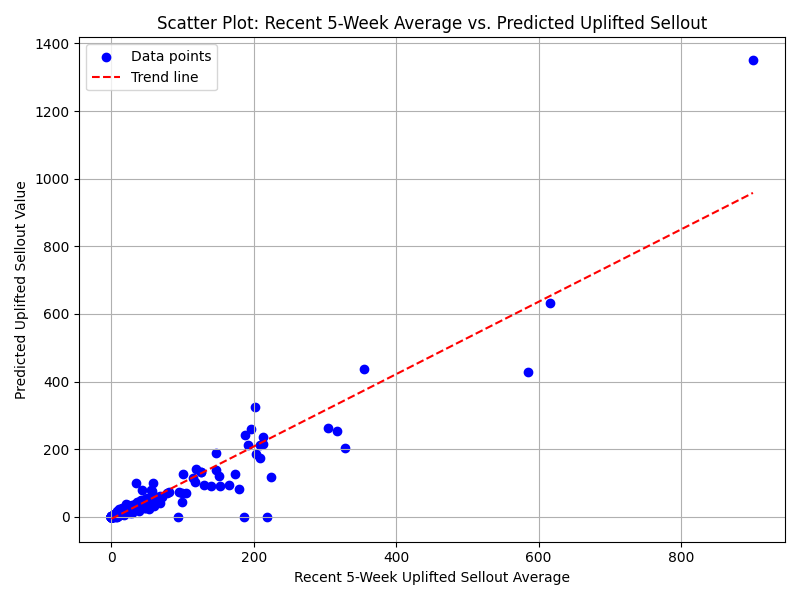 Scatter Plot: Recent 5-Week Average vs. Predicted Uplifted Sellout
Data points
Trend line
1400
1200
1000
800
600
400
200
0
Predicted Uplifted Sellout Value
0 200 400 600 800
Recent 5-Week Uplifted Sellout Average